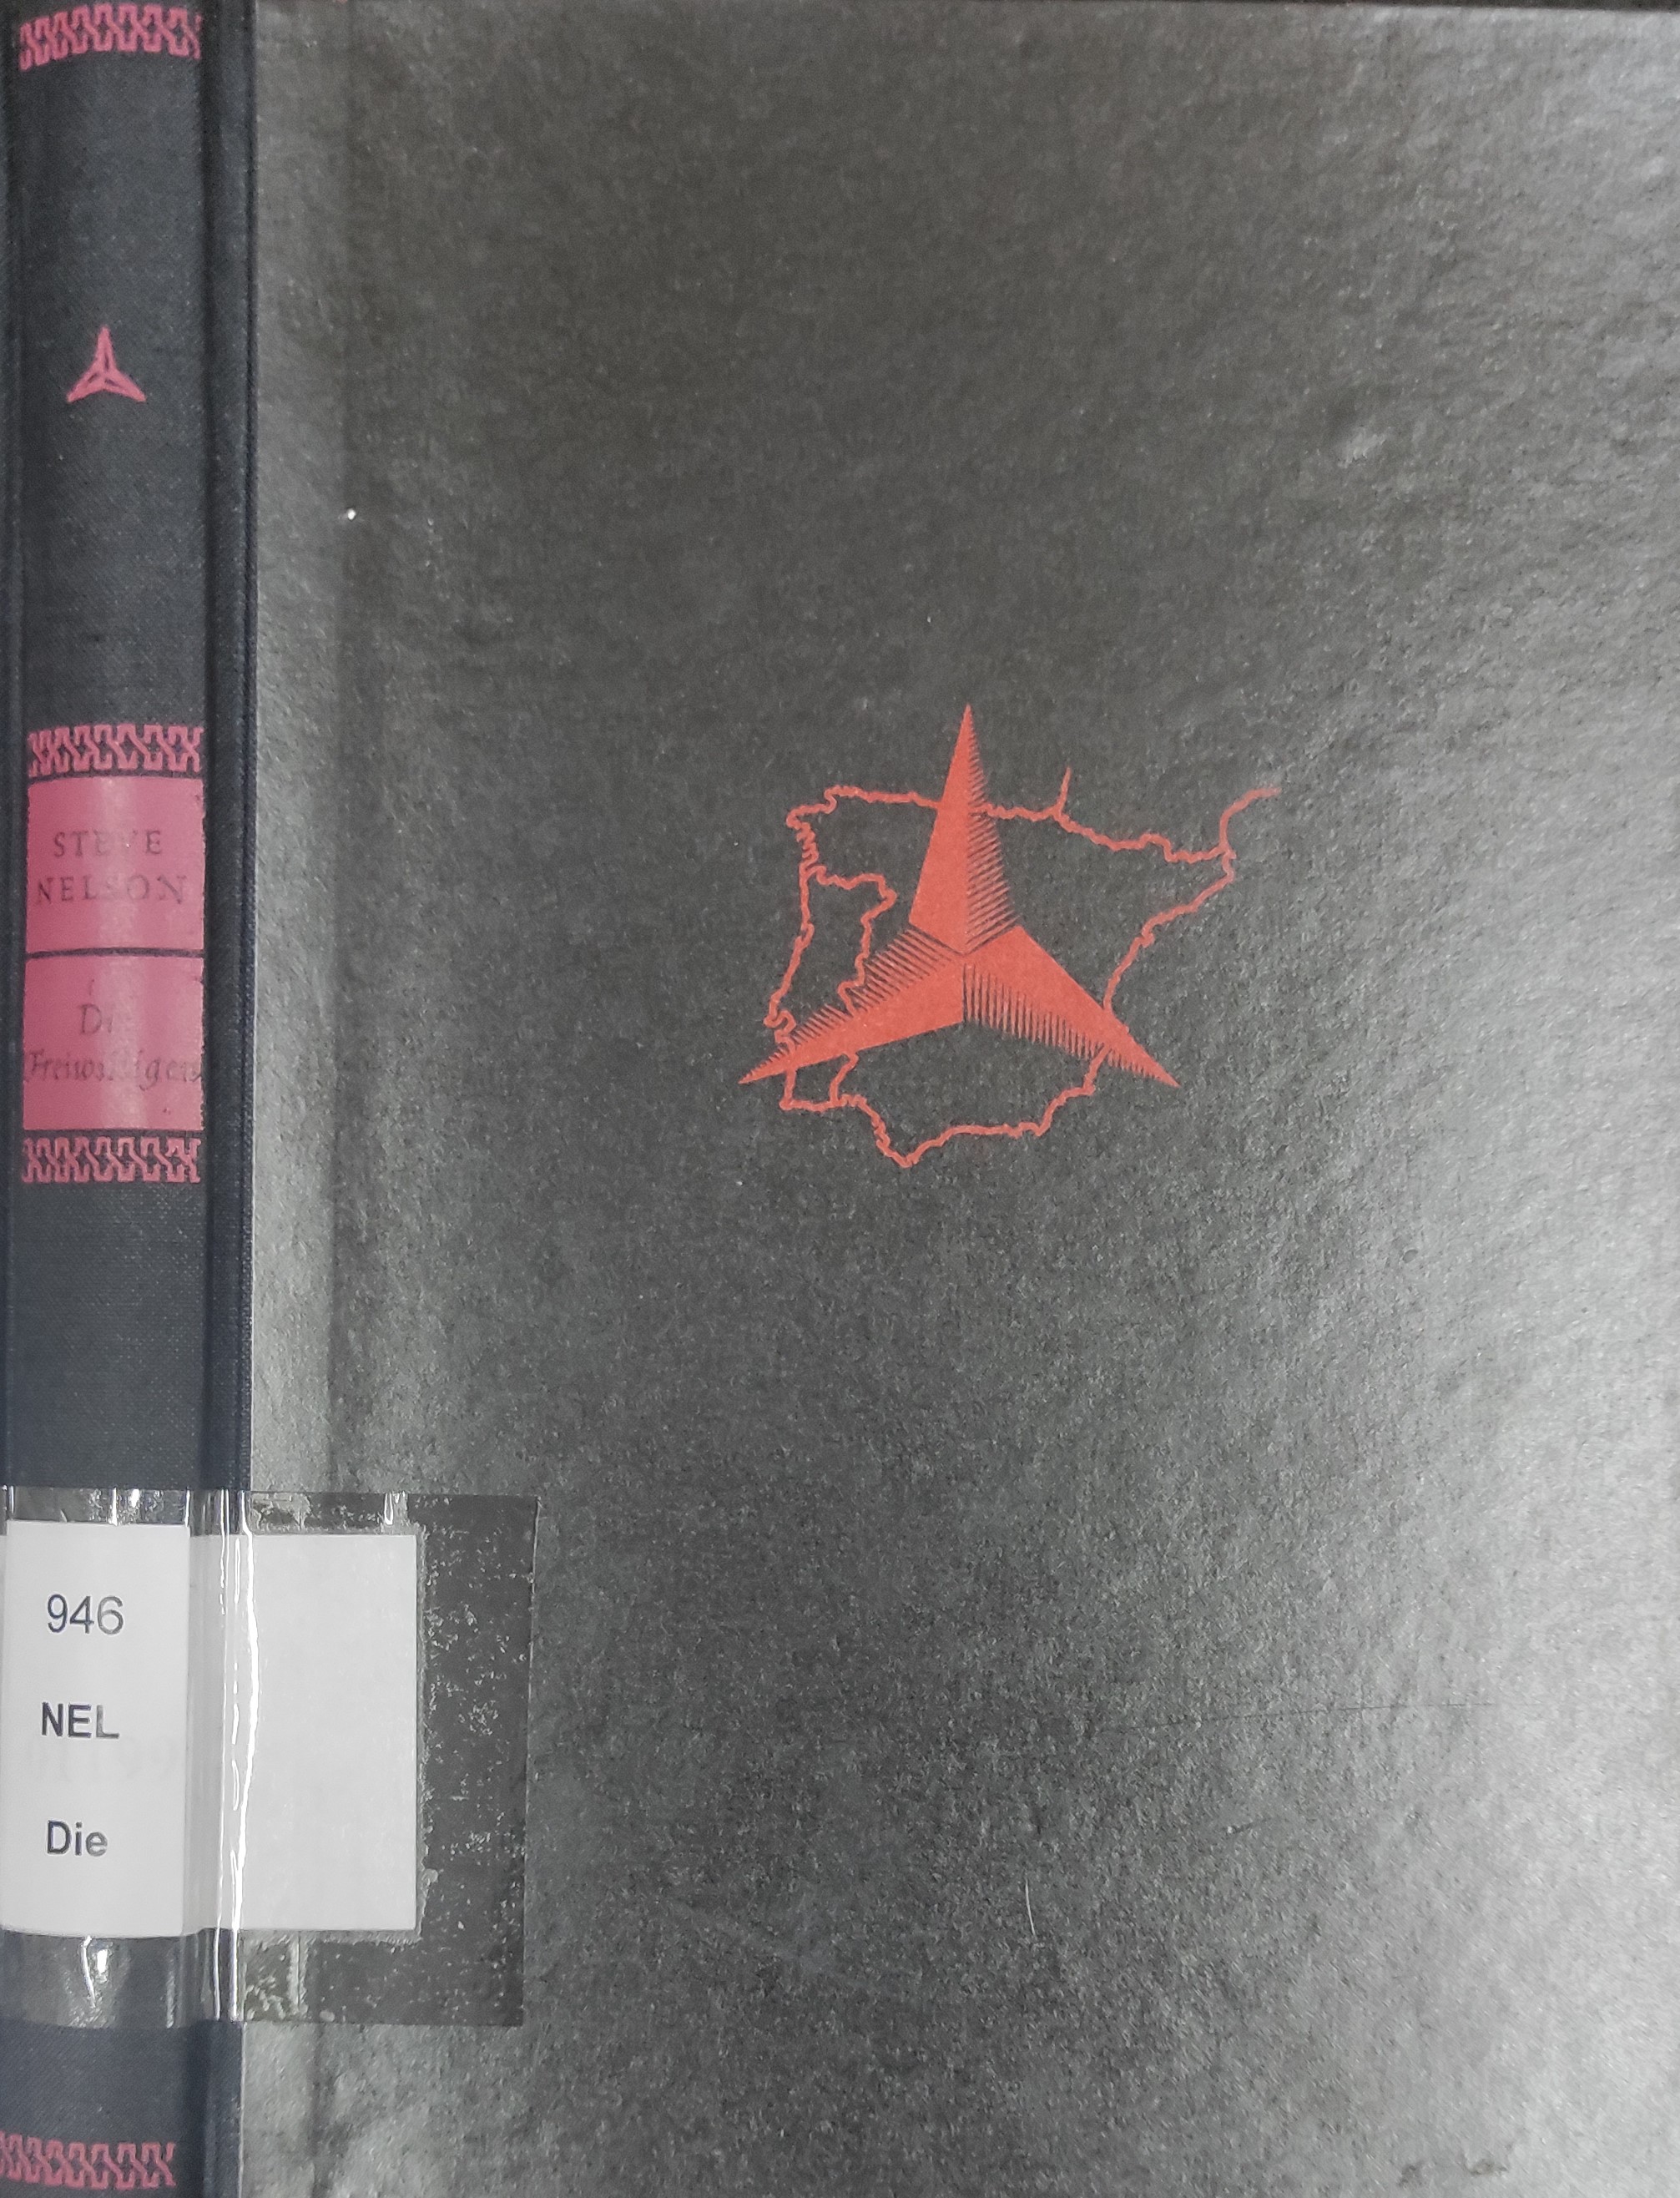 STEVE
NELSON
Die
Freiwilligen
946
NEL
Die